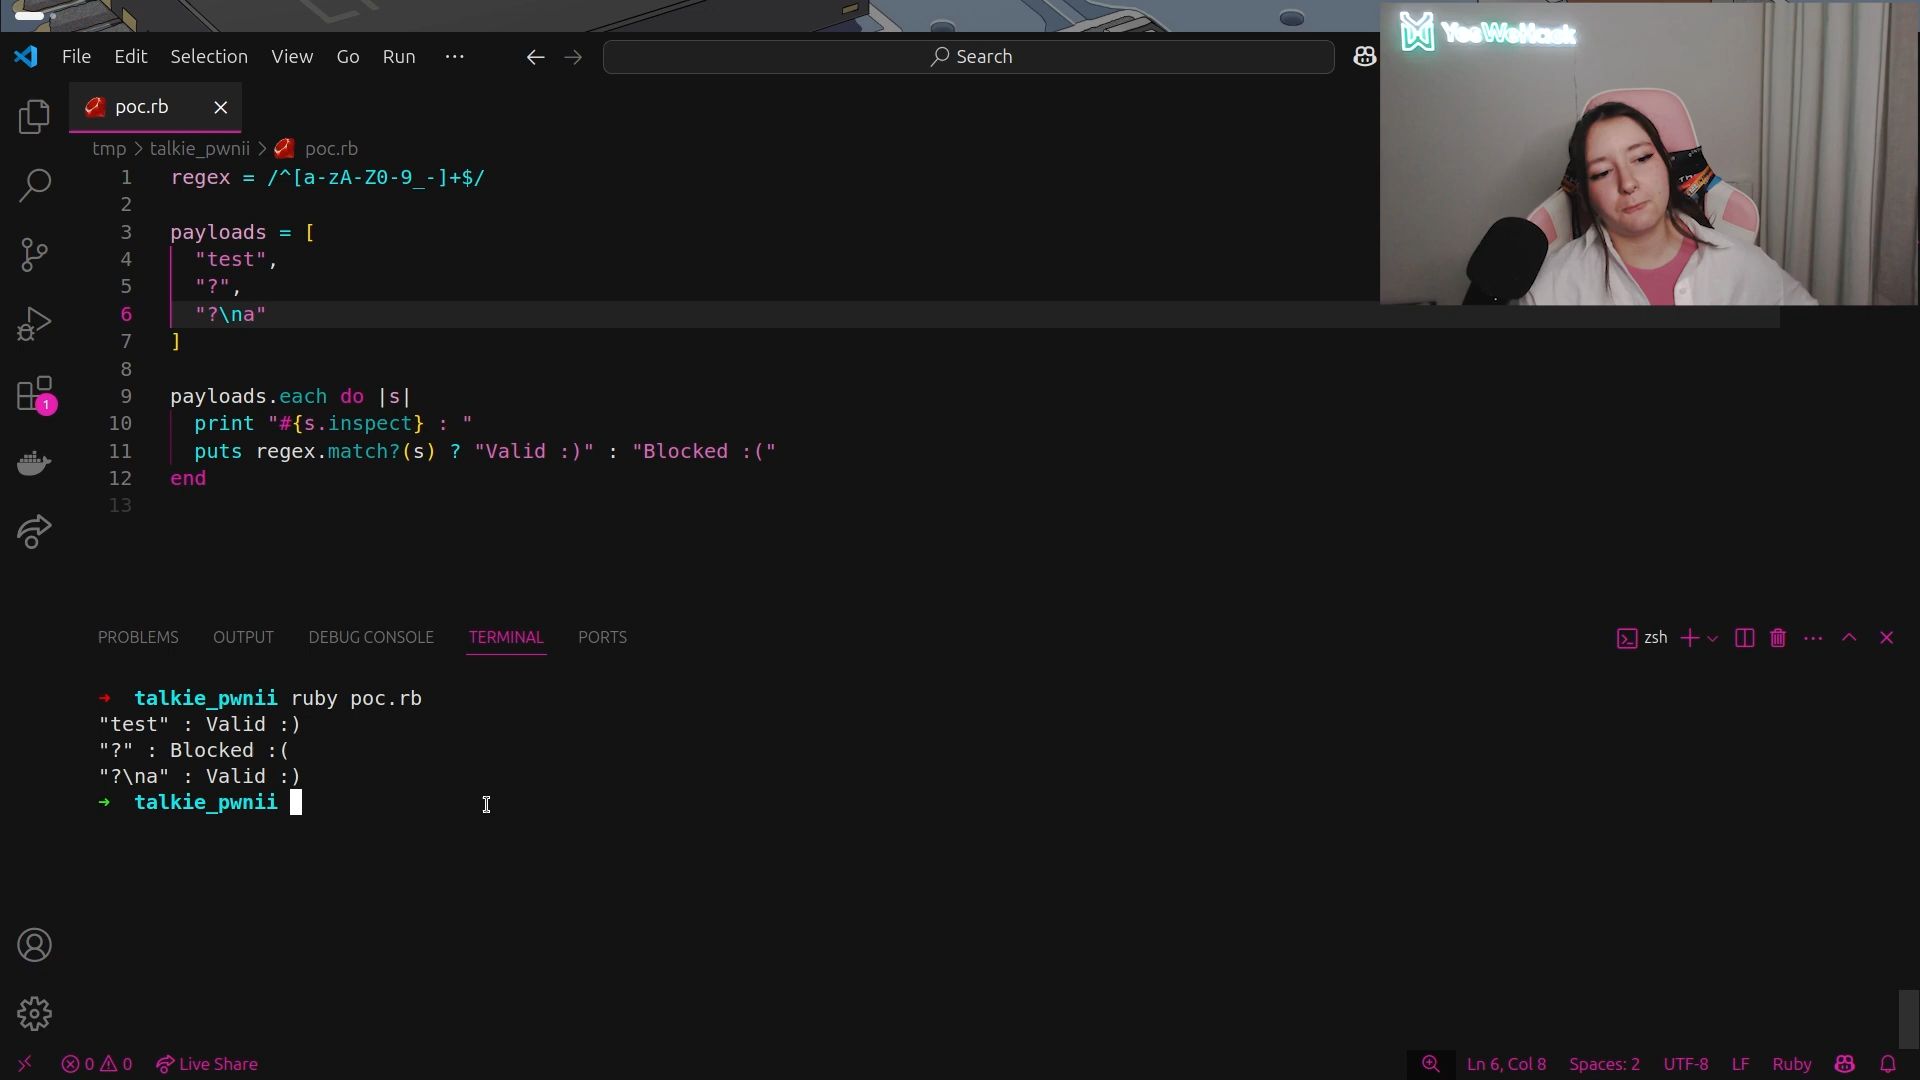 YesWeHack
File Edit Selection View Go Run ···
Search
poc.rb
tmp > talkie_pwnii > poc.rb
1 regex = /^[a-zA-Z0-9_-]+$/
2
3 payloads = [
4 "test",
5 "?",
6 "?\na"
7 ]
8
9 payloads.each do |s|
10 print "#{s.inspect} : "
11 puts regex.match?(s) ? "Valid :)" : "Blocked :("
12 end
13
1
PROBLEMS OUTPUT DEBUG CONSOLE TERMINAL PORTS
zsh
→ talkie_pwnii ruby poc.rb
"test" : Valid :)
"?" : Blocked :(
"?\na" : Valid :)
→ talkie_pwnii
0 0 Live Share
Ln 6, Col 8 Spaces: 2 UTF-8 LF Ruby